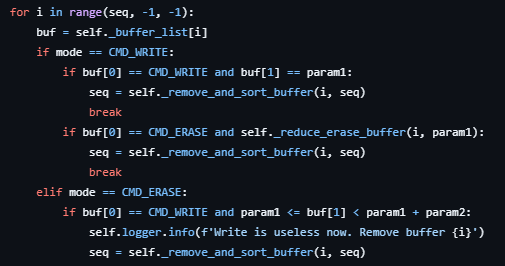 for i in range(seq, -1, -1):
    buf = self._buffer_list[i]
    if mode == CMD_WRITE:
        if buf[0] == CMD_WRITE and buf[1] == param1:
            seq = self._remove_and_sort_buffer(i, seq)
            break
        if buf[0] == CMD_ERASE and self._reduce_erase_buffer(i, param1):
            seq = self._remove_and_sort_buffer(i, seq)
            break
    elif mode == CMD_ERASE:
        if buf[0] == CMD_WRITE and param1 <= buf[1] < param1 + param2:
            self.logger.info(f'Write is useless now. Remove buffer {i}')
            seq = self._remove_and_sort_buffer(i, seq)